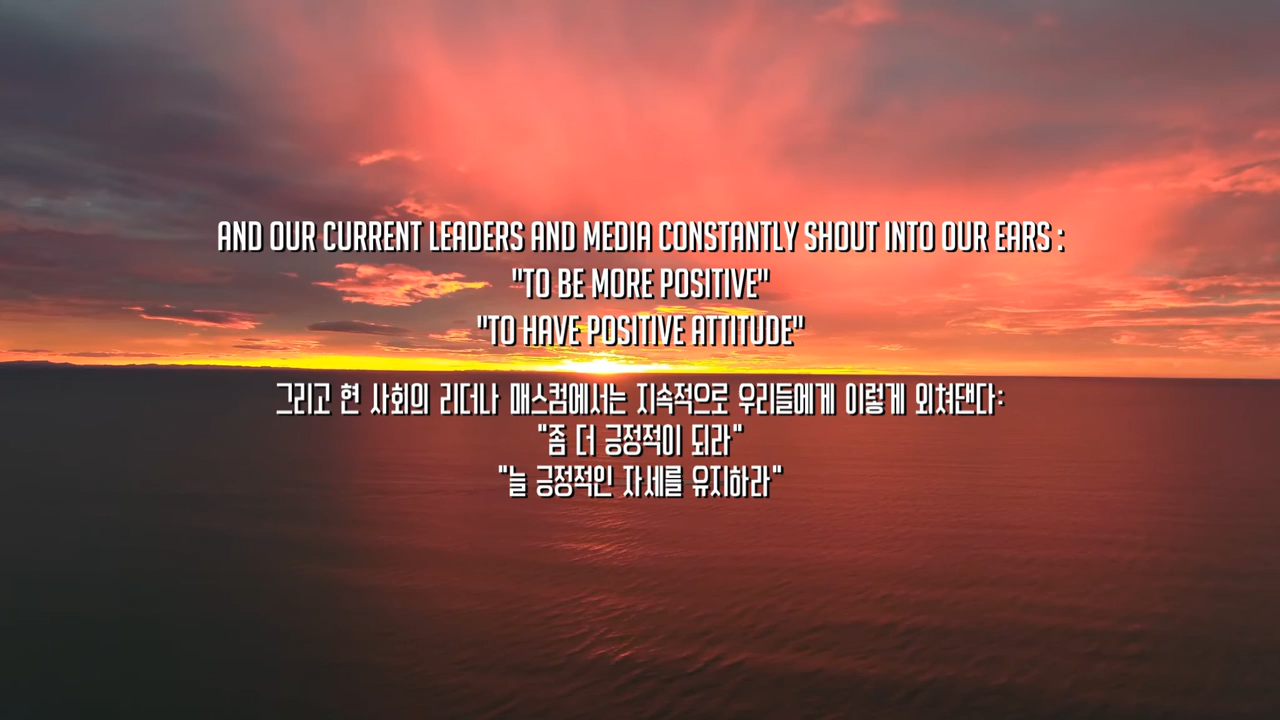 AND OUR CURRENT LEADERS AND MEDIA CONSTANTLY SHOUT INTO OUR EARS :
"TO BE MORE POSITIVE"
"TO HAVE POSITIVE ATTITUDE"
그리고 현 사회의 리더나 매스컴에서는 지속적으로 우리들에게 이렇게 외쳐댄다:
"좀 더 긍정적이 되라"
"늘 긍정적인 자세를 유지하라"